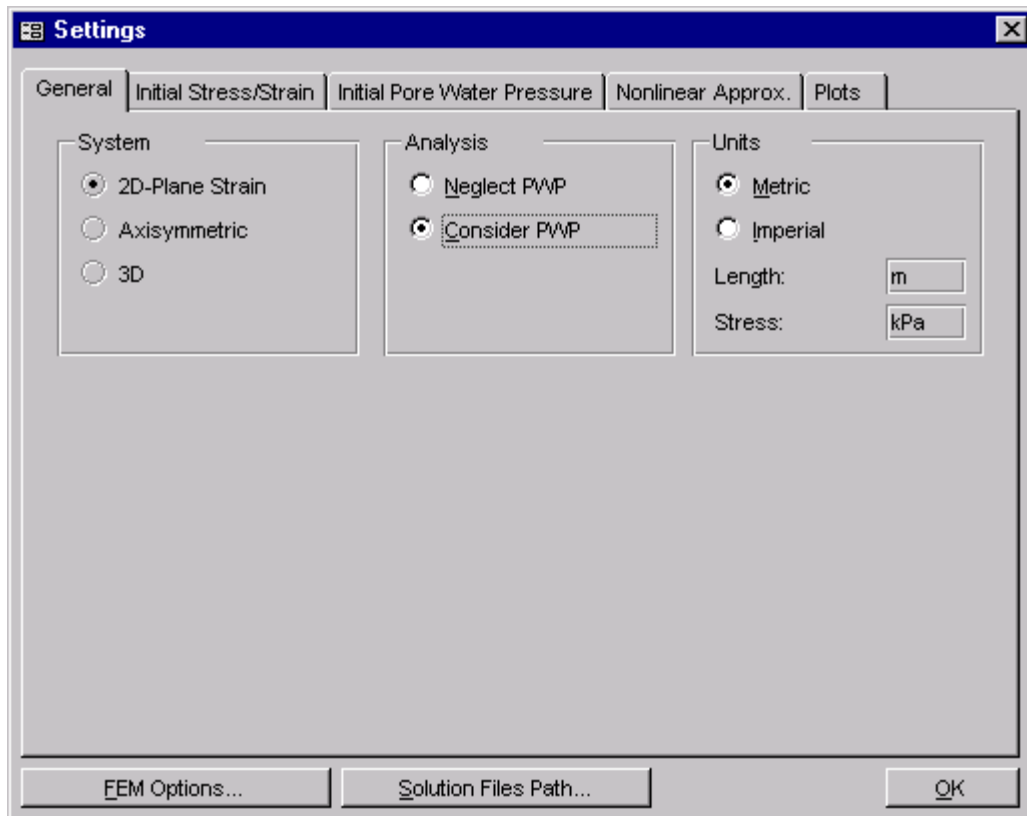 Settings
General Initial Stress/Strain Initial Pore Water Pressure Nonlinear Approx. Plots
System Analysis Units
2D-Plane Strain Neglect PWP Metric
Axisymmetric Consider PWP Imperial
3D Length: m
Stress: kPa
FEM Options... Solution Files Path... OK